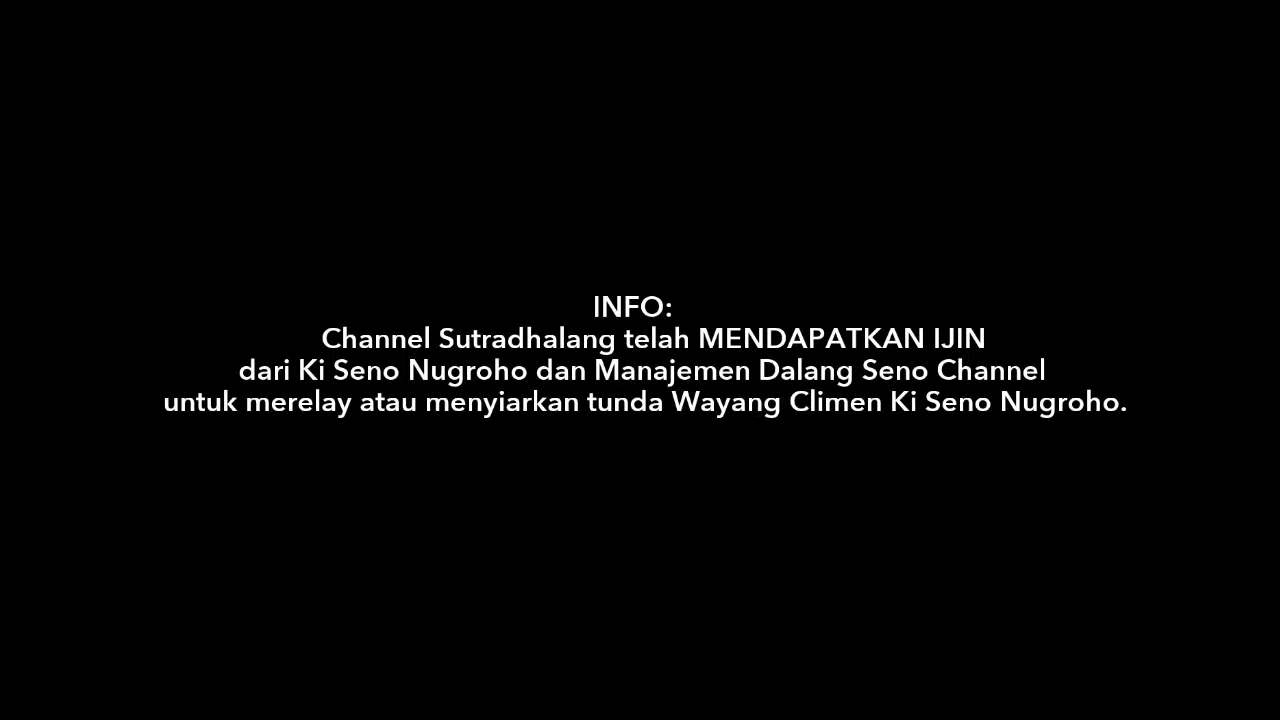 INFO:
Channel Sutradhalang telah MENDAPATKAN IJIN
dari Ki Seno Nugroho dan Manajemen Dalang Seno Channel
untuk merelay atau menyiarkan tunda Wayang Climen Ki Seno Nugroho.